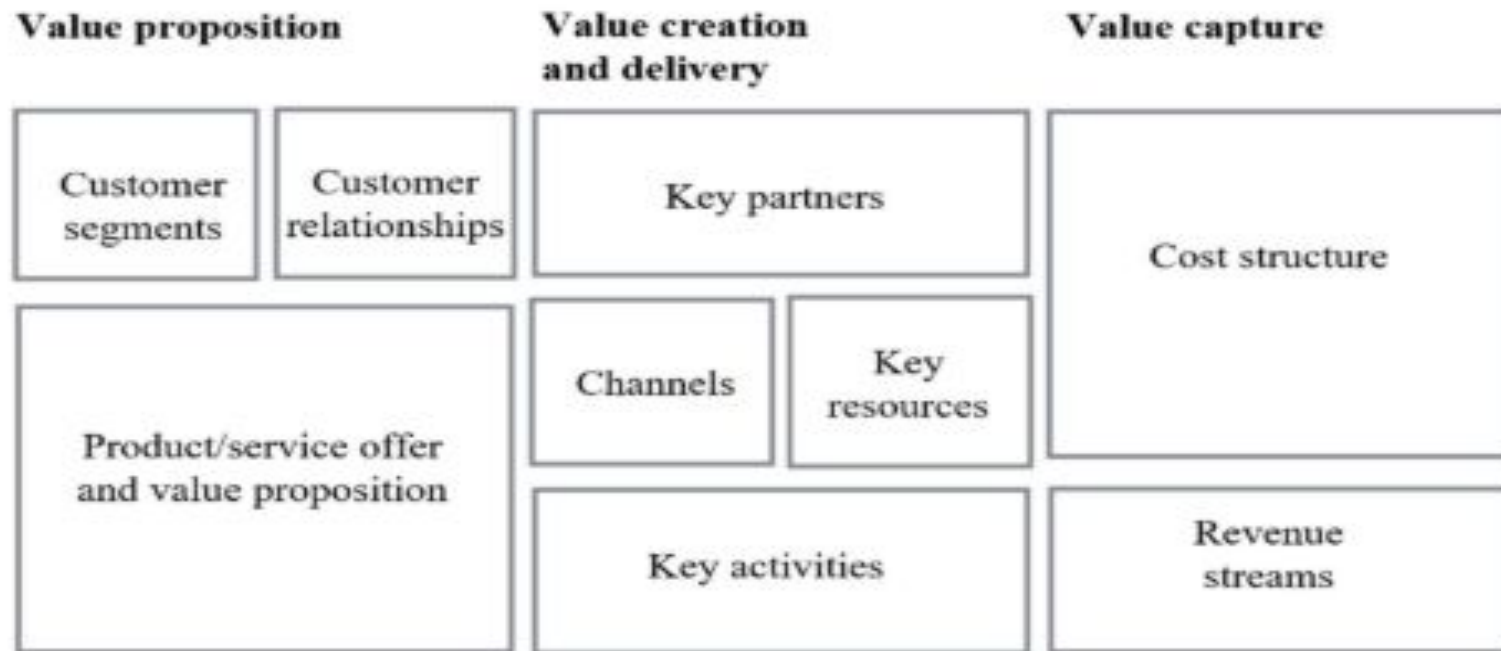 Value proposition
Value creation
and delivery
Value capture
Customer
segments
Customer
relationships
Product/service offer
and value proposition
Key partners
Channels
Key
resources
Key activities
Cost structure
Revenue
streams